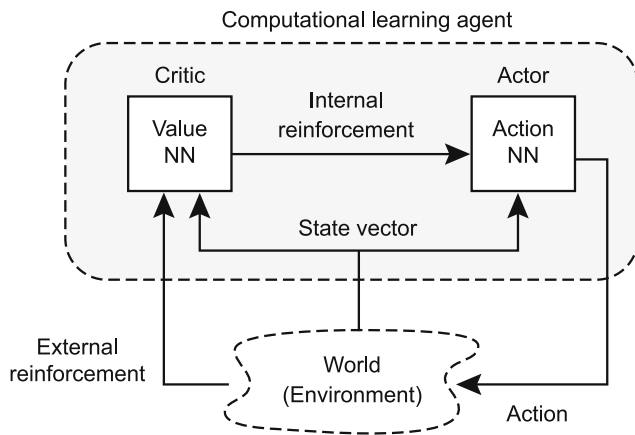 Computational learning agent
Critic
Actor
Value
NN
Internal
reinforcement
Action
NN
State vector
External
reinforcement
World
(Environment)
Action